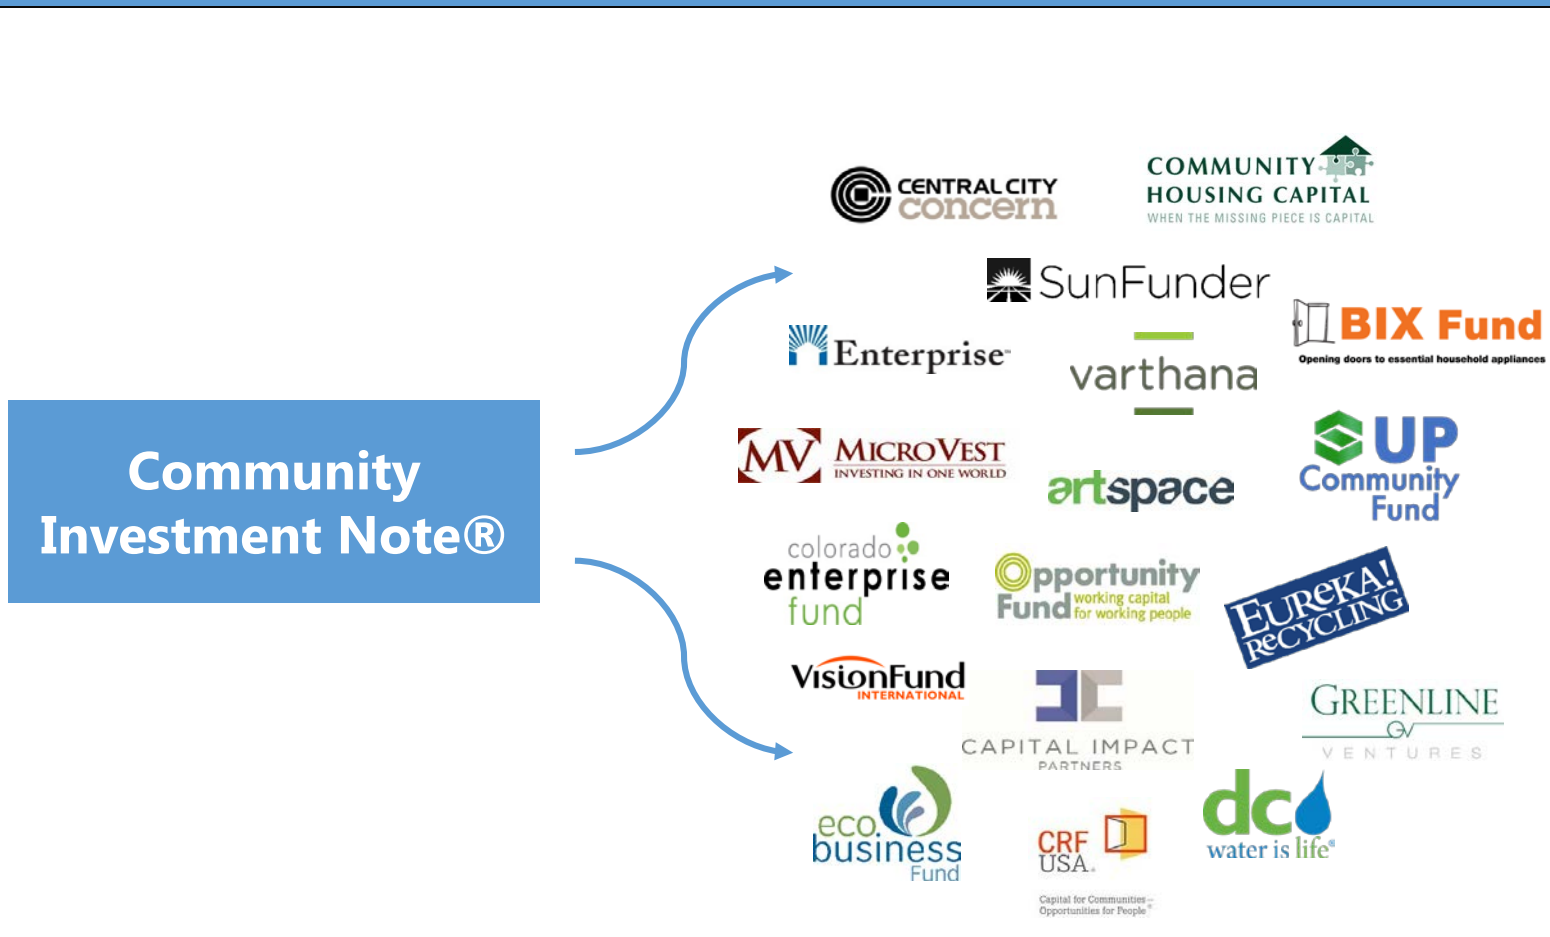 Community
Investment Note®
CENTRAL CITY
concern
COMMUNITY
HOUSING CAPITAL
WHEN THE MISSING PIECE IS CAPITAL
SunFunder
BIX Fund
Opening doors to essential household appliances
Enterprise℠
varthana
MV MICROVEST
INVESTING IN ONE WORLD
artspace
UP
Community
Fund
colorado
enterprise
fund
Opportunity
Fund working capital
for working people
EUREKA!
RECYCLING
VisionFund
INTERNATIONAL
CAPITAL IMPACT
PARTNERS
GREENLINE
GV
VENTURES
eco.
business
Fund
CRF
USA®
Capital for Communities—
Opportunities for People®
dc
water is life®